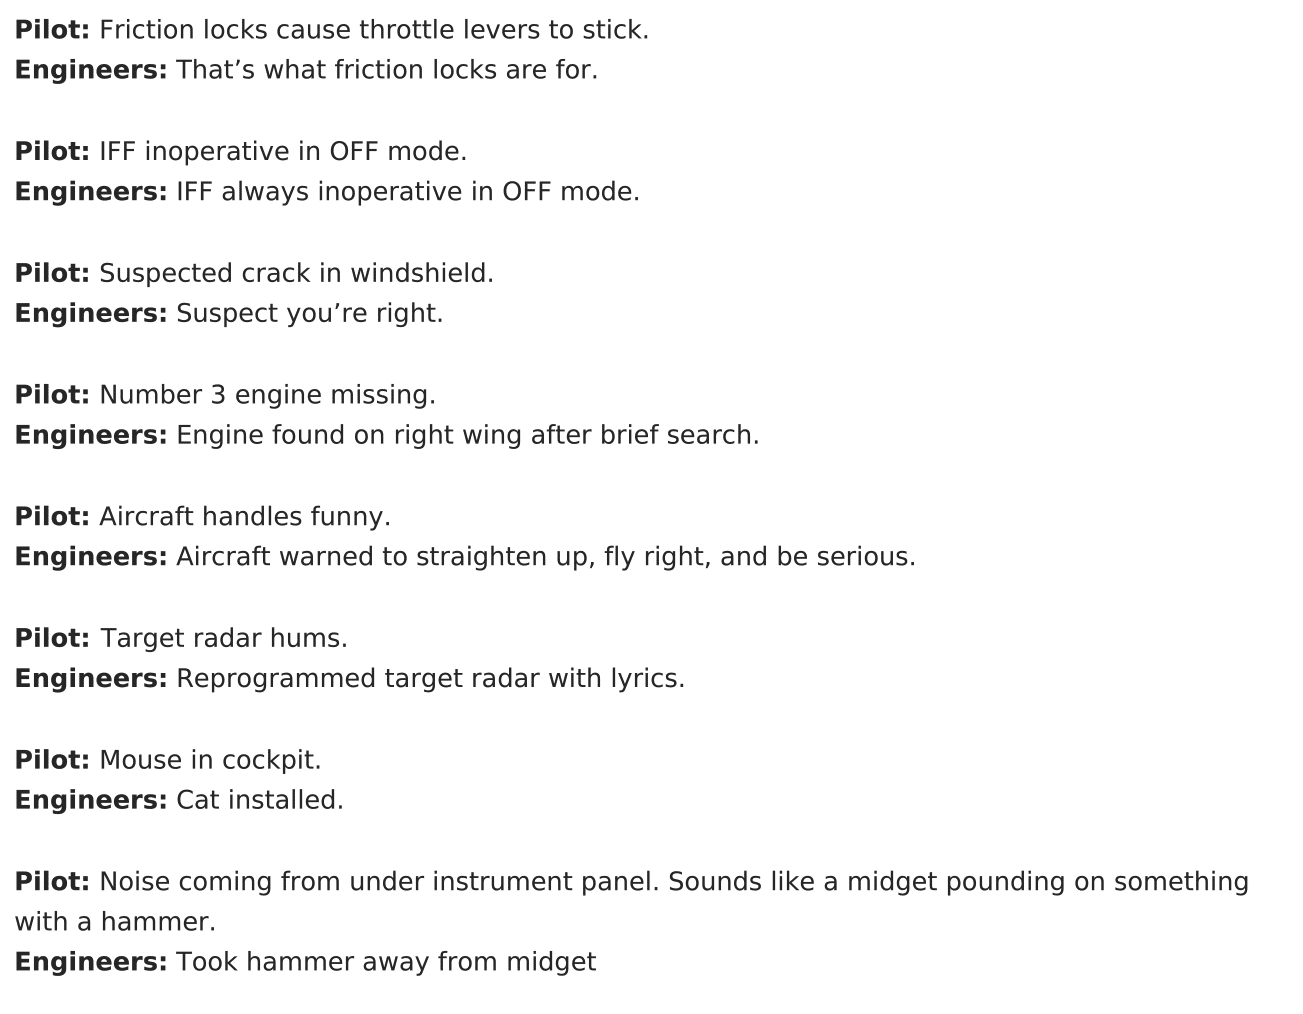 Pilot: Friction locks cause throttle levers to stick.
Engineers: That’s what friction locks are for.
Pilot: IFF inoperative in OFF mode.
Engineers: IFF always inoperative in OFF mode.
Pilot: Suspected crack in windshield.
Engineers: Suspect you’re right.
Pilot: Number 3 engine missing.
Engineers: Engine found on right wing after brief search.
Pilot: Aircraft handles funny.
Engineers: Aircraft warned to straighten up, fly right, and be serious.
Pilot: Target radar hums.
Engineers: Reprogrammed target radar with lyrics.
Pilot: Mouse in cockpit.
Engineers: Cat installed.
Pilot: Noise coming from under instrument panel. Sounds like a midget pounding on something
with a hammer.
Engineers: Took hammer away from midget